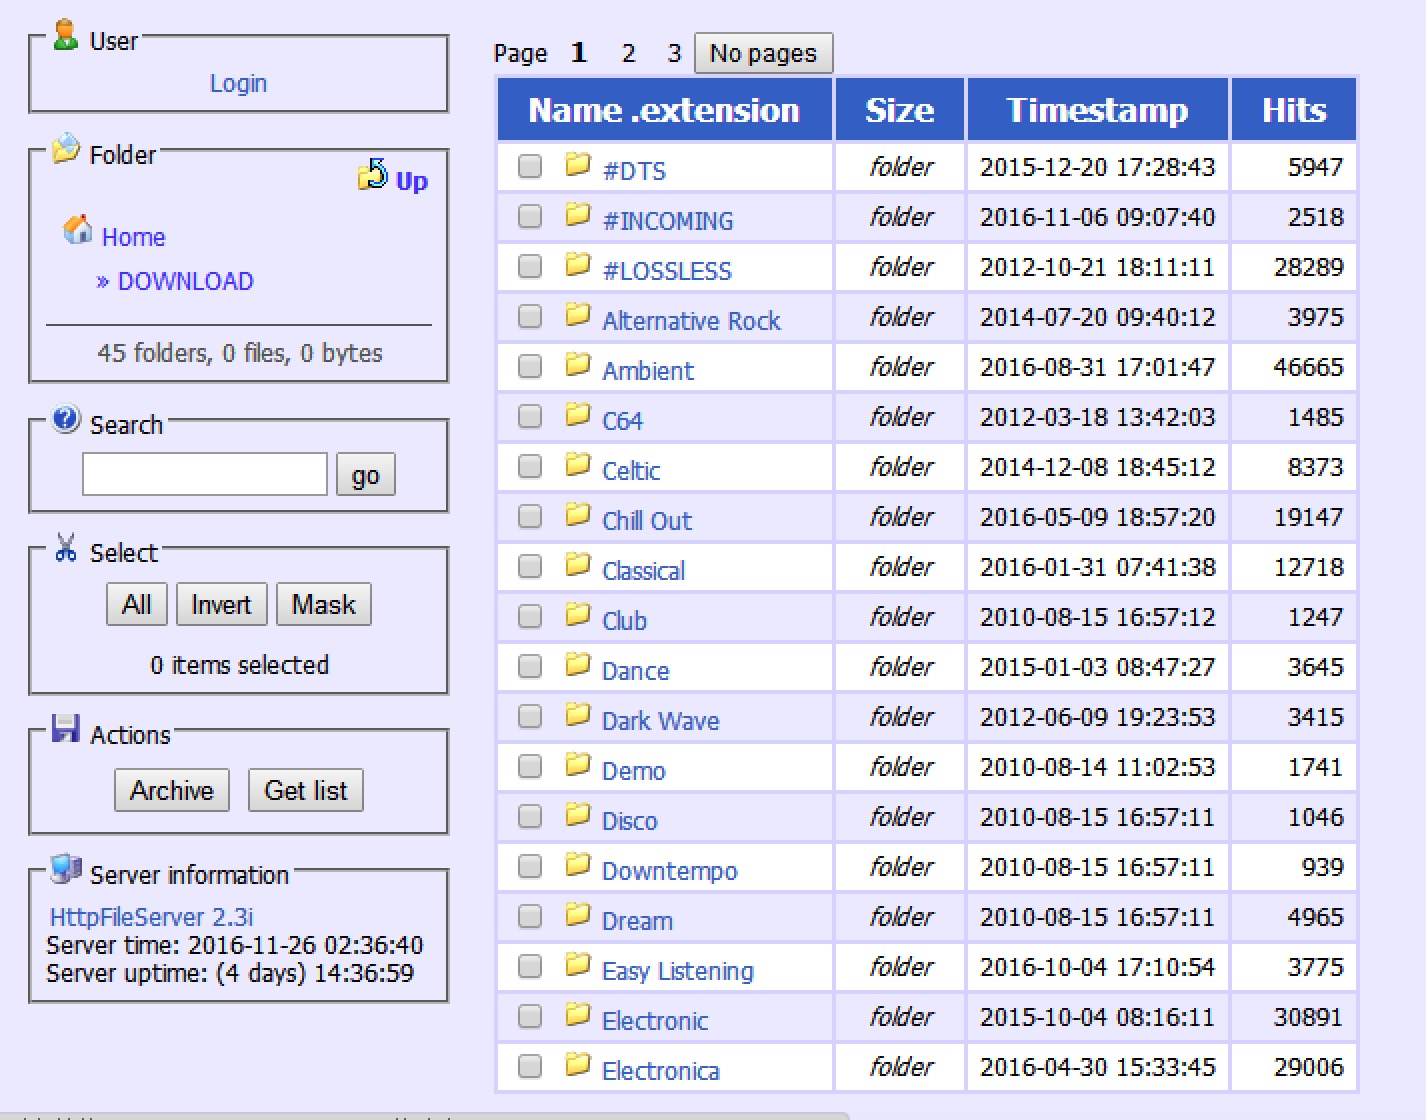 User
Login
Folder
Up
Home
» DOWNLOAD
45 folders, 0 files, 0 bytes
Search
go
Select
All Invert Mask
0 items selected
Actions
Archive Get list
Server information
HttpFileServer 2.3i
Server time: 2016-11-26 02:36:40
Server uptime: (4 days) 14:36:59
Page 1 2 3 No pages
Name .extension Size Timestamp Hits
#DTS folder 2015-12-20 17:28:43 5947
#INCOMING folder 2016-11-06 09:07:40 2518
#LOSSLESS folder 2012-10-21 18:11:11 28289
Alternative Rock folder 2014-07-20 09:40:12 3975
Ambient folder 2016-08-31 17:01:47 46665
C64 folder 2012-03-18 13:42:03 1485
Celtic folder 2014-12-08 18:45:12 8373
Chill Out folder 2016-05-09 18:57:20 19147
Classical folder 2016-01-31 07:41:38 12718
Club folder 2010-08-15 16:57:12 1247
Dance folder 2015-01-03 08:47:27 3645
Dark Wave folder 2012-06-09 19:23:53 3415
Demo folder 2010-08-14 11:02:53 1741
Disco folder 2010-08-15 16:57:11 1046
Downtempo folder 2010-08-15 16:57:11 939
Dream folder 2010-08-15 16:57:11 4965
Easy Listening folder 2016-10-04 17:10:54 3775
Electronic folder 2015-10-04 08:16:11 30891
Electronica folder 2016-04-30 15:33:45 29006